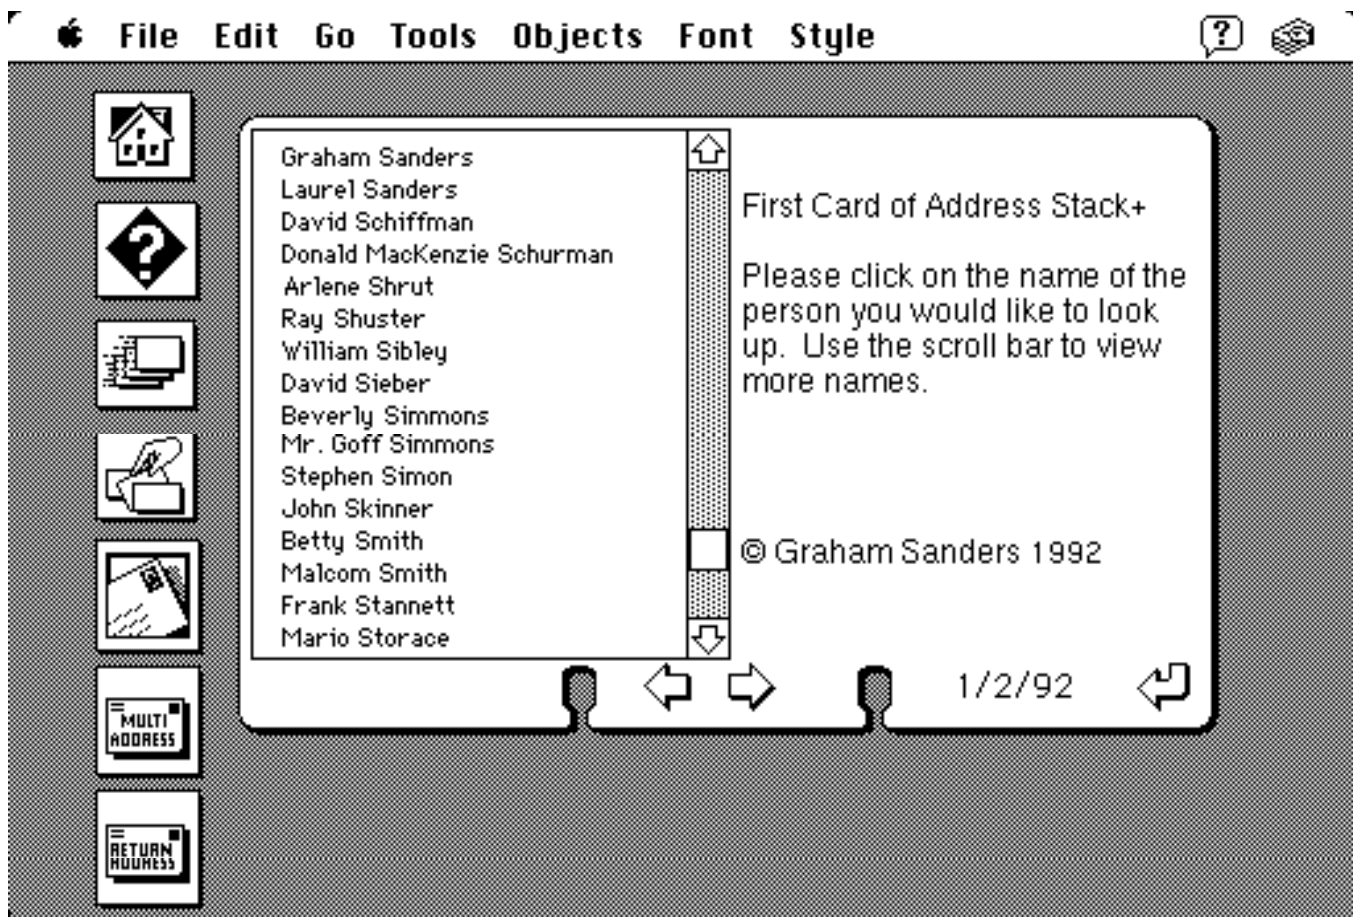 File Edit Go Tools Objects Font Style
Graham Sanders
Laurel Sanders
David Schiffman
Donald MacKenzie Schurman
Arlene Shrut
Ray Shuster
William Sibley
David Sieber
Beverly Simmons
Mr. Goff Simmons
Stephen Simon
John Skinner
Betty Smith
Malcom Smith
Frank Stannett
Mario Storace
First Card of Address Stack+
Please click on the name of the
person you would like to look
up. Use the scroll bar to view
more names.
© Graham Sanders 1992
1/2/92
MULTI
ADDRESS
RETURN
ADDRESS